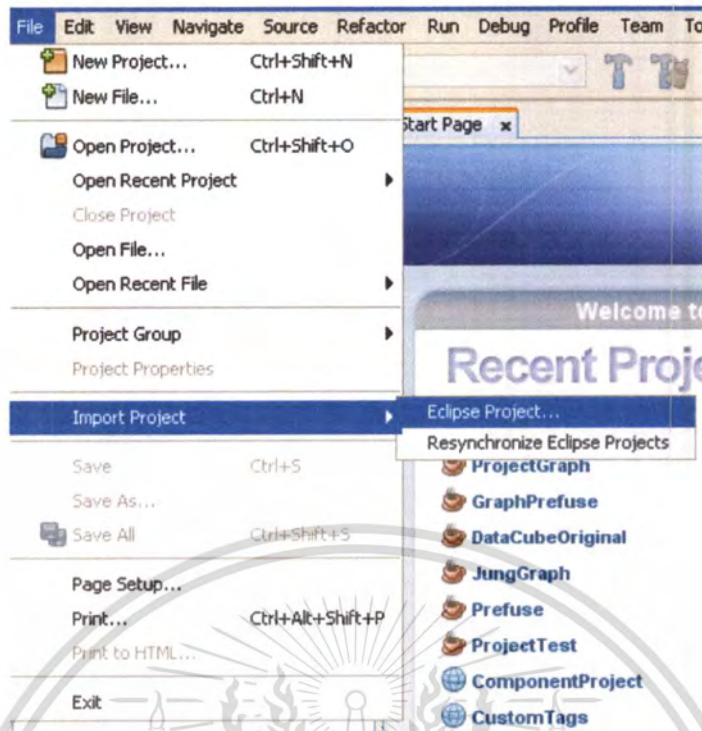 File Edit View Navigate Source Refactor Run Debug Profile Team To
New Project... Ctrl+Shift+N
New File... Ctrl+N
Start Page x
Open Project... Ctrl+Shift+O
Open Recent Project
Close Project
Open File...
Open Recent File
Welcome to
Project Group
Recent Proje
Project Properties
Import Project
Eclipse Project...
Resynchronize Eclipse Projects
Save Ctrl+S
ProjectGraph
Save As...
GraphPrefuse
Save All Ctrl+Shift+S
DataCubeOriginal
JungGraph
Page Setup...
Prefuse
Print... Ctrl+Alt+Shift+P
ProjectTest
Print to HTML...
ComponentProject
Exit
CustomTags